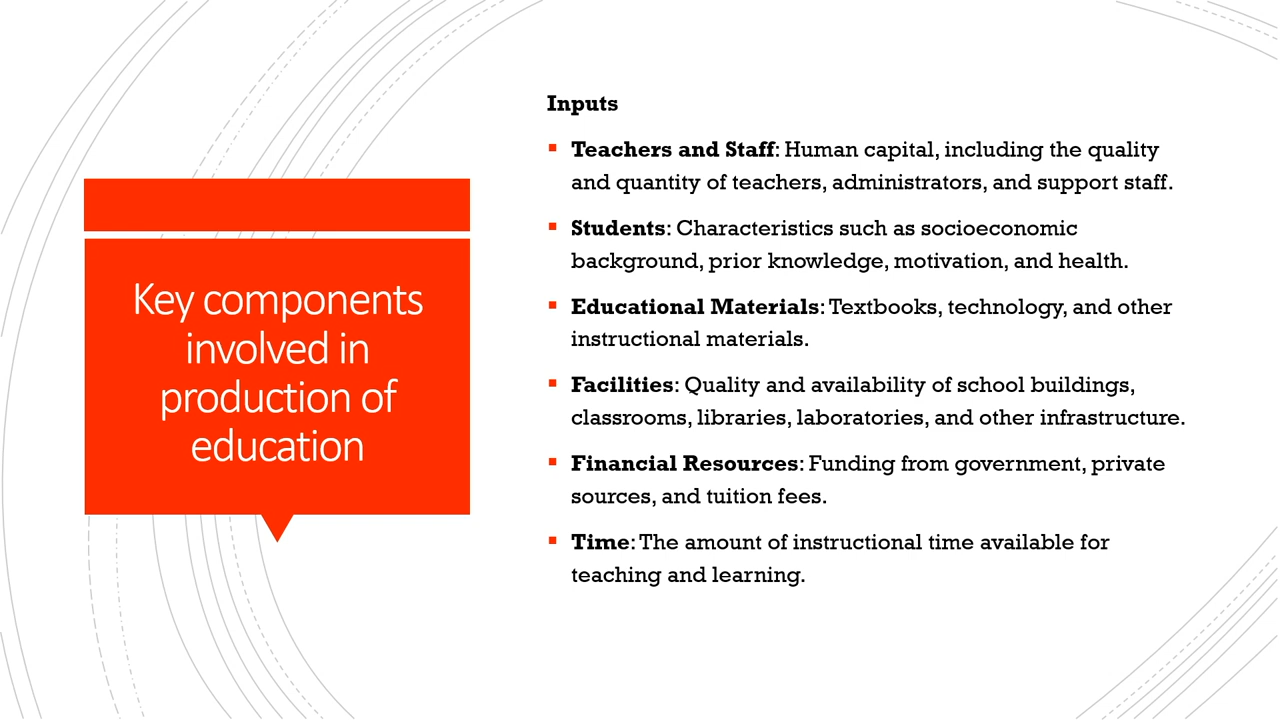 Key components
involved in
production of
education
Inputs
Teachers and Staff: Human capital, including the quality
and quantity of teachers, administrators, and support staff.
Students: Characteristics such as socioeconomic
background, prior knowledge, motivation, and health.
Educational Materials: Textbooks, technology, and other
instructional materials.
Facilities: Quality and availability of school buildings,
classrooms, libraries, laboratories, and other infrastructure.
Financial Resources: Funding from government, private
sources, and tuition fees.
Time: The amount of instructional time available for
teaching and learning.